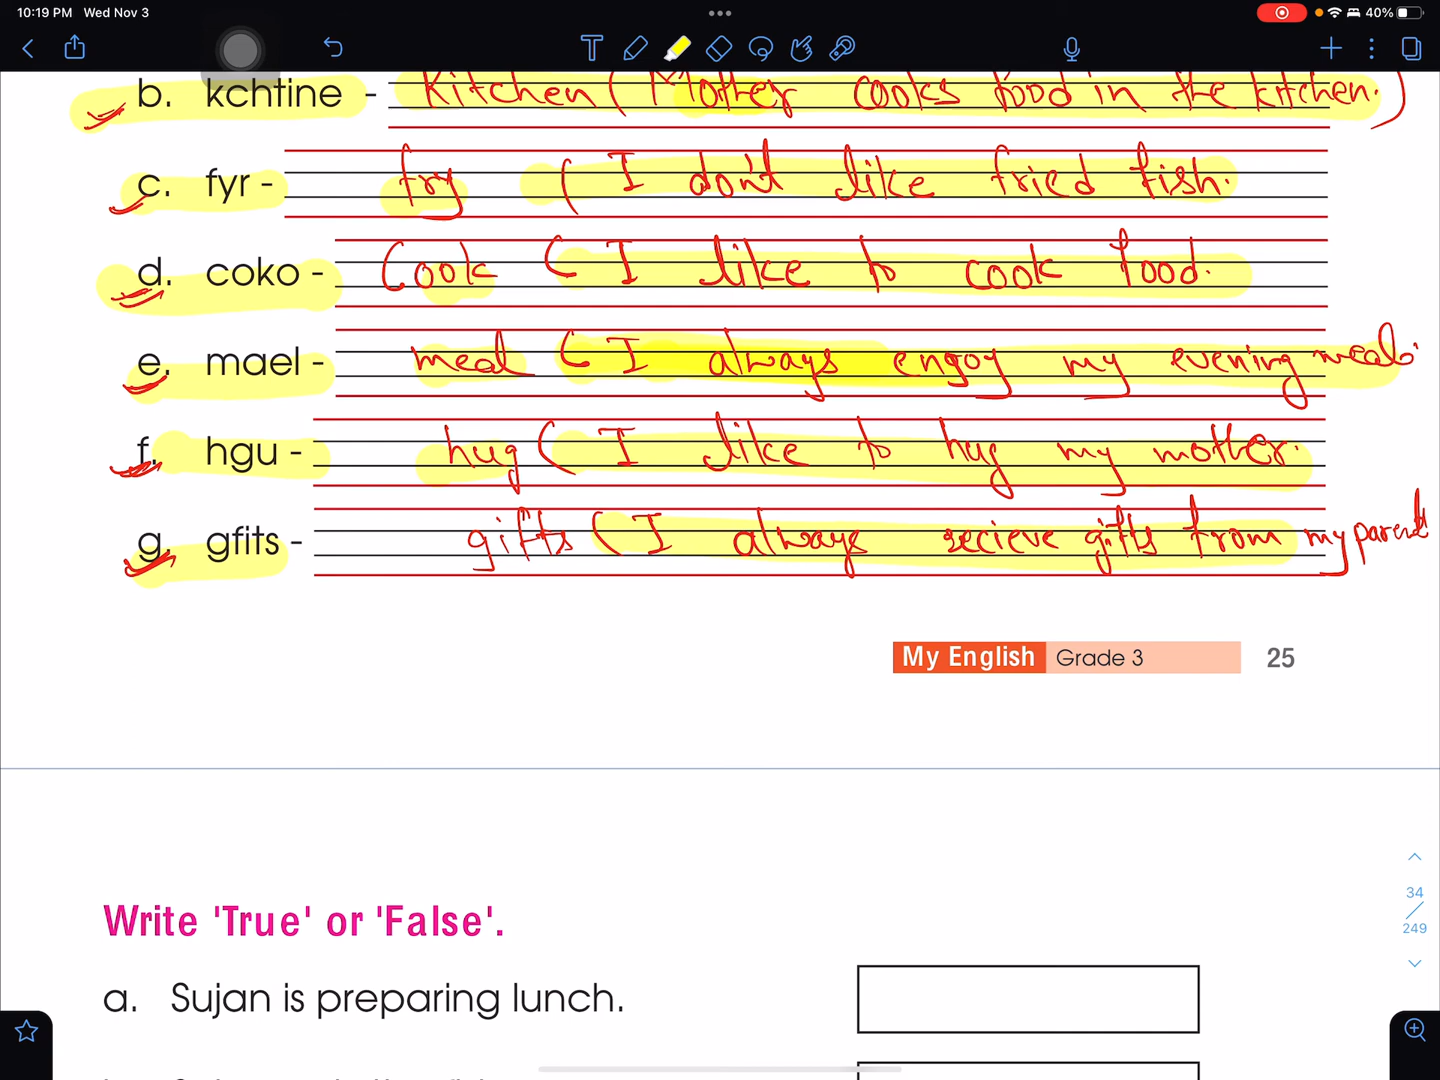 10:19 PM Wed Nov 3
40%
b. kchtine - Kitchen (Mother cooks food in the kitchen.)
c. fyr - fry ( I don't like fried fish.
d. coko - Cook ( I like to cook food.
e. mael - meal ( I always engoy my evening meal.
f. hgu - hug ( I like to hug my mother.
g. gfits - gifts ( I always recieve gifts from my parents
My English Grade 3 25
Write 'True' or 'False'.
34
249
a. Sujan is preparing lunch.